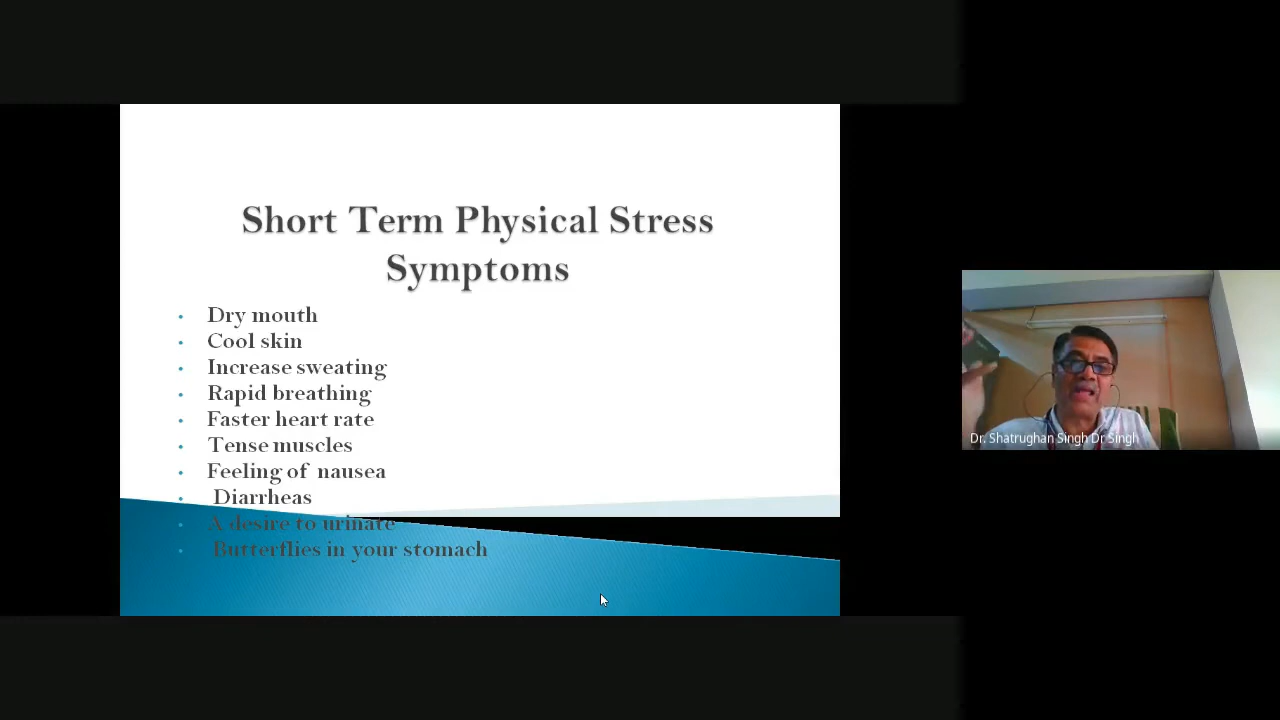 Short Term Physical Stress
Symptoms
• Dry mouth
• Cool skin
• Increase sweating
• Rapid breathing
• Faster heart rate
• Tense muscles
• Feeling of nausea
• Diarrheas
• A desire to urinate
• Butterflies in your stomach
Dr. Shatrughan Singh Dr Singh